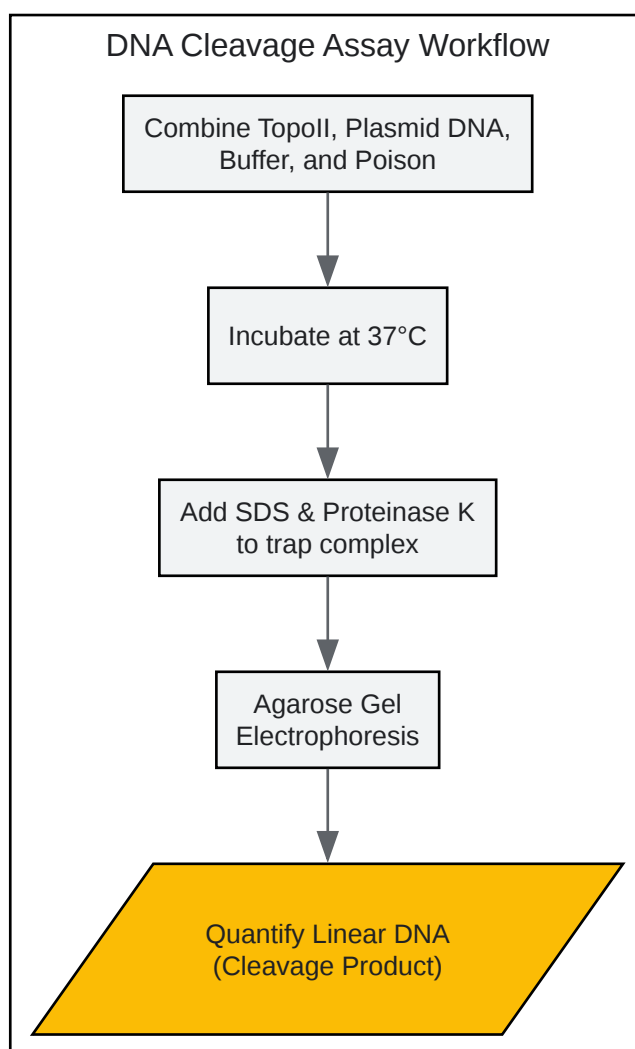 DNA Cleavage Assay Workflow
Combine TopoII, Plasmid DNA,
Buffer, and Poison
Incubate at 37°C
Add SDS & Proteinase K
to trap complex
Agarose Gel
Electrophoresis
Quantify Linear DNA
(Cleavage Product)